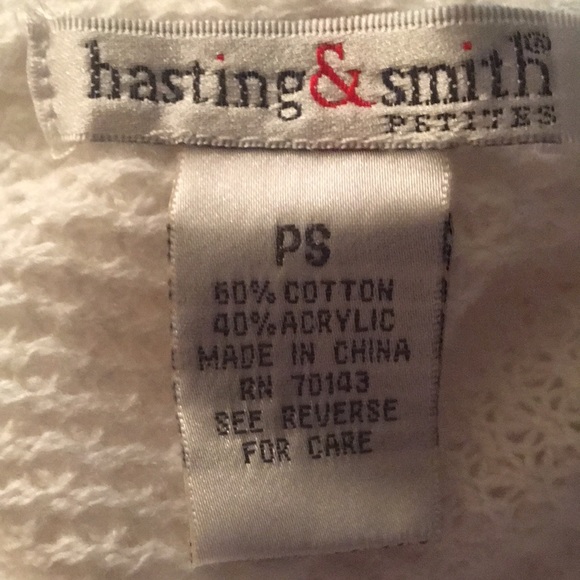 hasting&smith®
PETITES
PS
60% COTTON
40% ACRYLIC
MADE IN CHINA
RN 70143
SEE REVERSE
FOR CARE